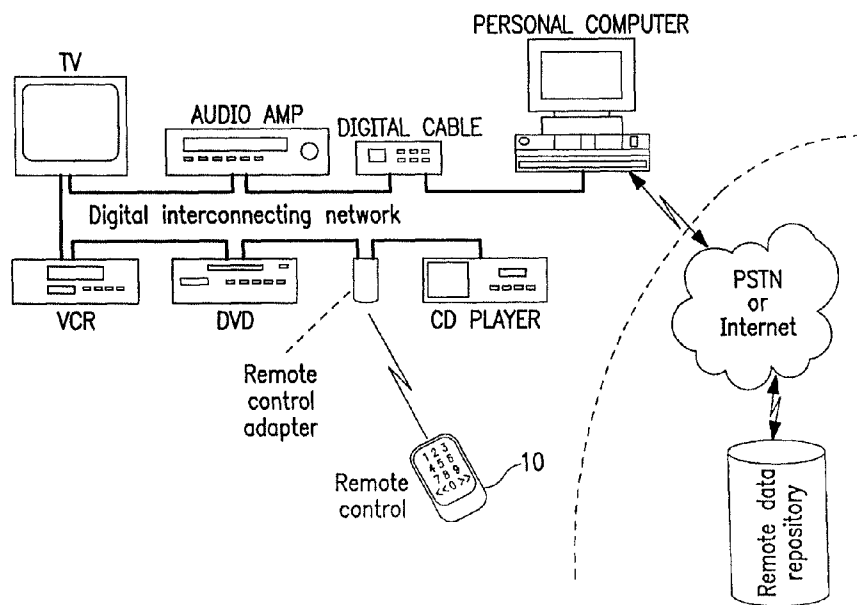 PERSONAL COMPUTER
TV
AUDIO AMP
DIGITAL CABLE
Digital interconnecting network
VCR
DVD
CD PLAYER
PSTN
or
Internet
Remote
control
adapter
Remote
control
1 2 3
4 5 6
7 8 9
<<0>>
10
Remote data
repository